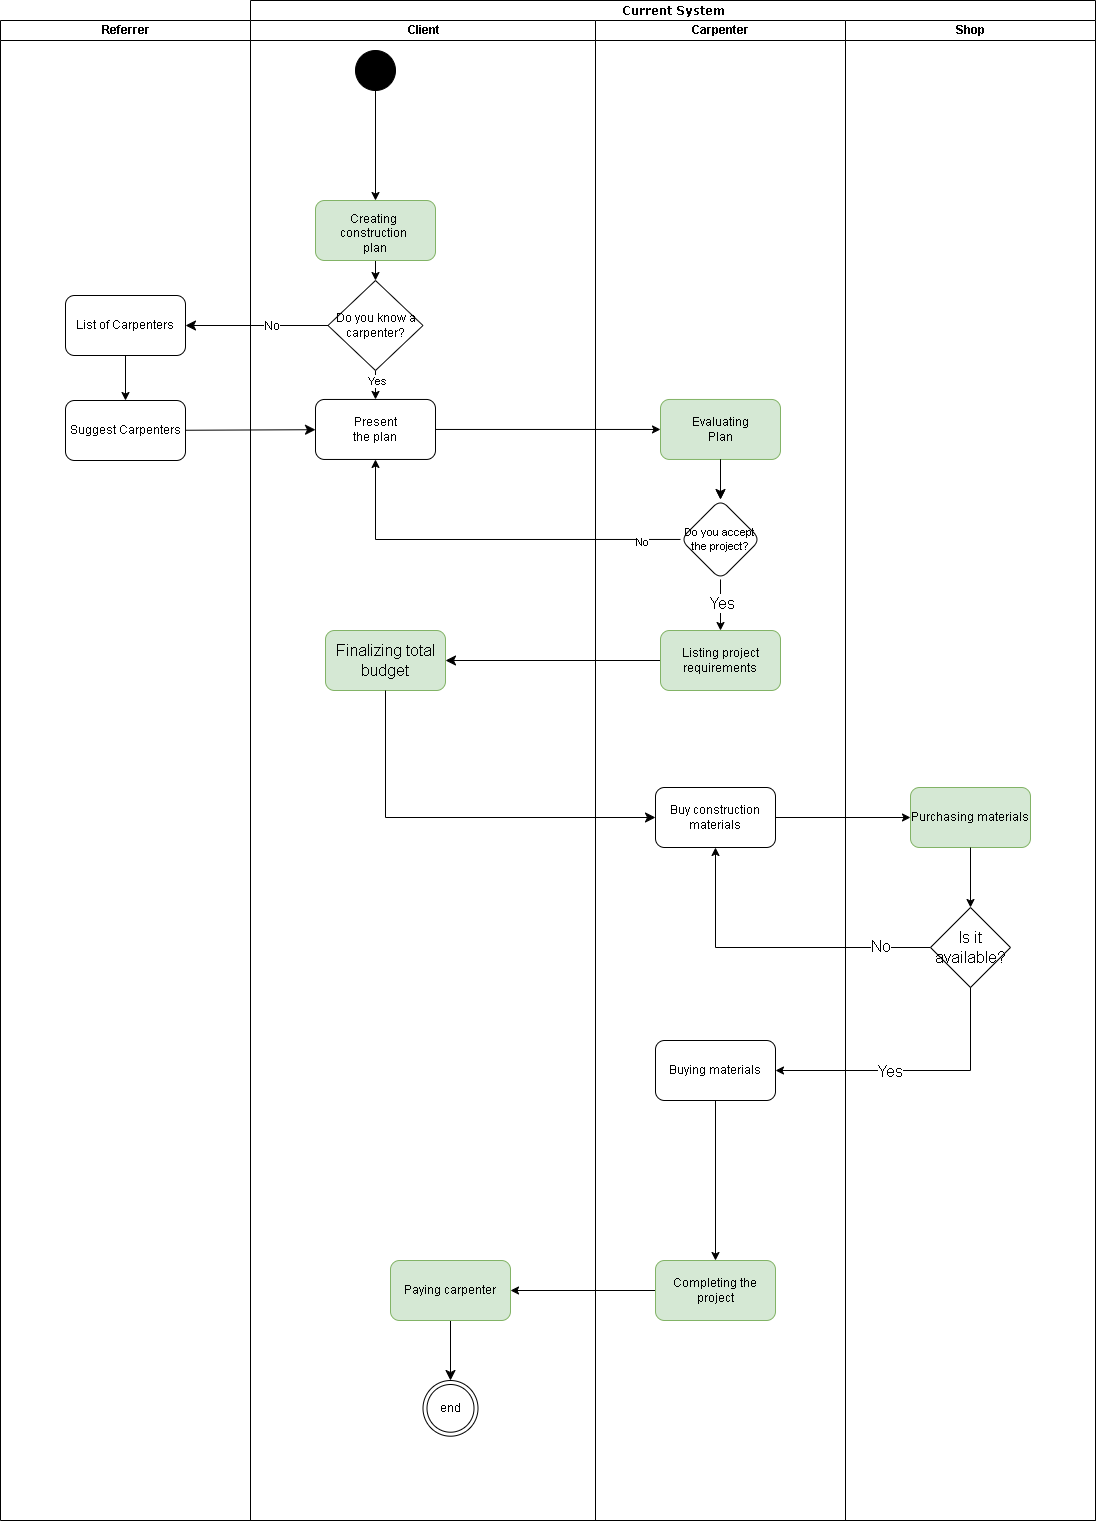 Current System
Referrer
Client
Carpenter
Shop
Creating
construction
plan
Do you know a
carpenter?
No
List of Carpenters
Yes
Suggest Carpenters
Present
the plan
Evaluating
Plan
Do you accept
the project?
No
Yes
Finalizing total
budget
Listing project
requirements
Buy construction
materials
Purchasing materials
Is it
available?
No
Buying materials
Yes
Paying carpenter
Completing the
project
end